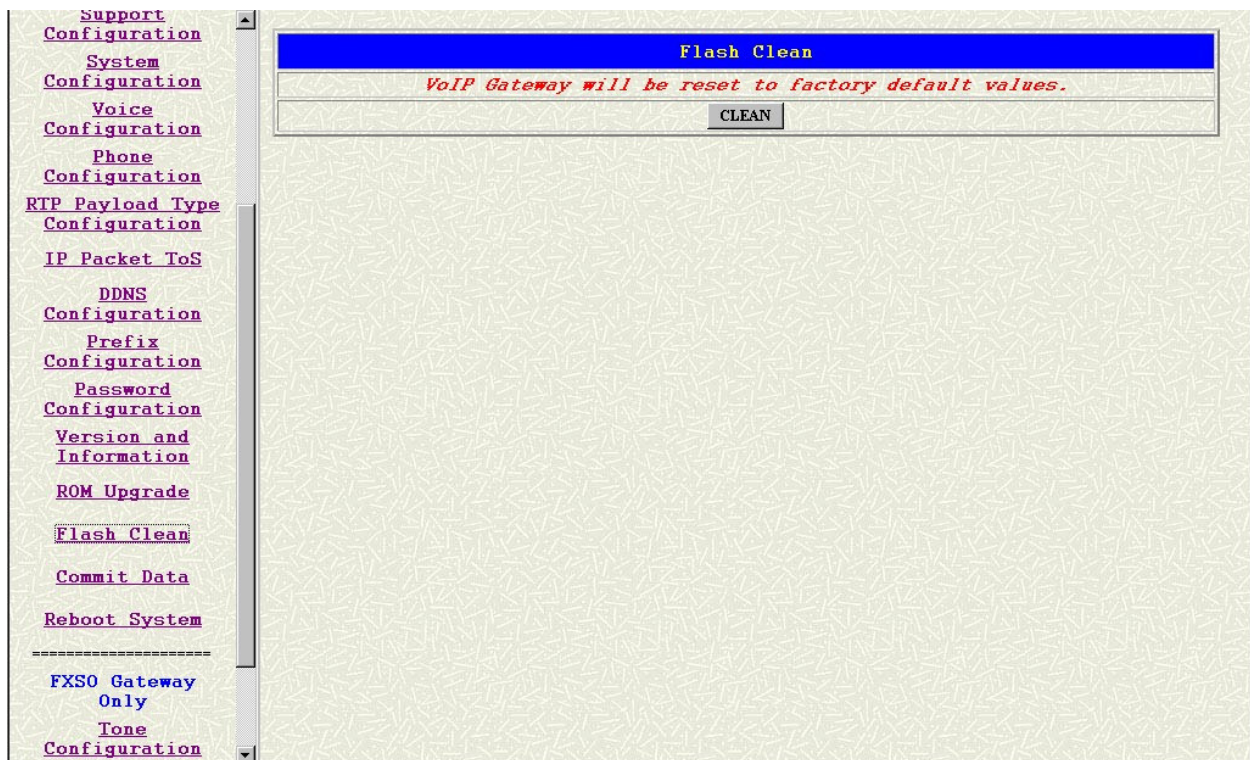 Support
Configuration
System
Configuration
Voice
Configuration
Phone
Configuration
RTP Payload Type
Configuration
IP Packet ToS
DDNS
Configuration
Prefix
Configuration
Password
Configuration
Version and
Information
ROM Upgrade
Flash Clean
Commit Data
Reboot System
=====================
FXSO Gateway
Only
Tone
Configuration
Flash Clean
VoIP Gateway will be reset to factory default values.
CLEAN